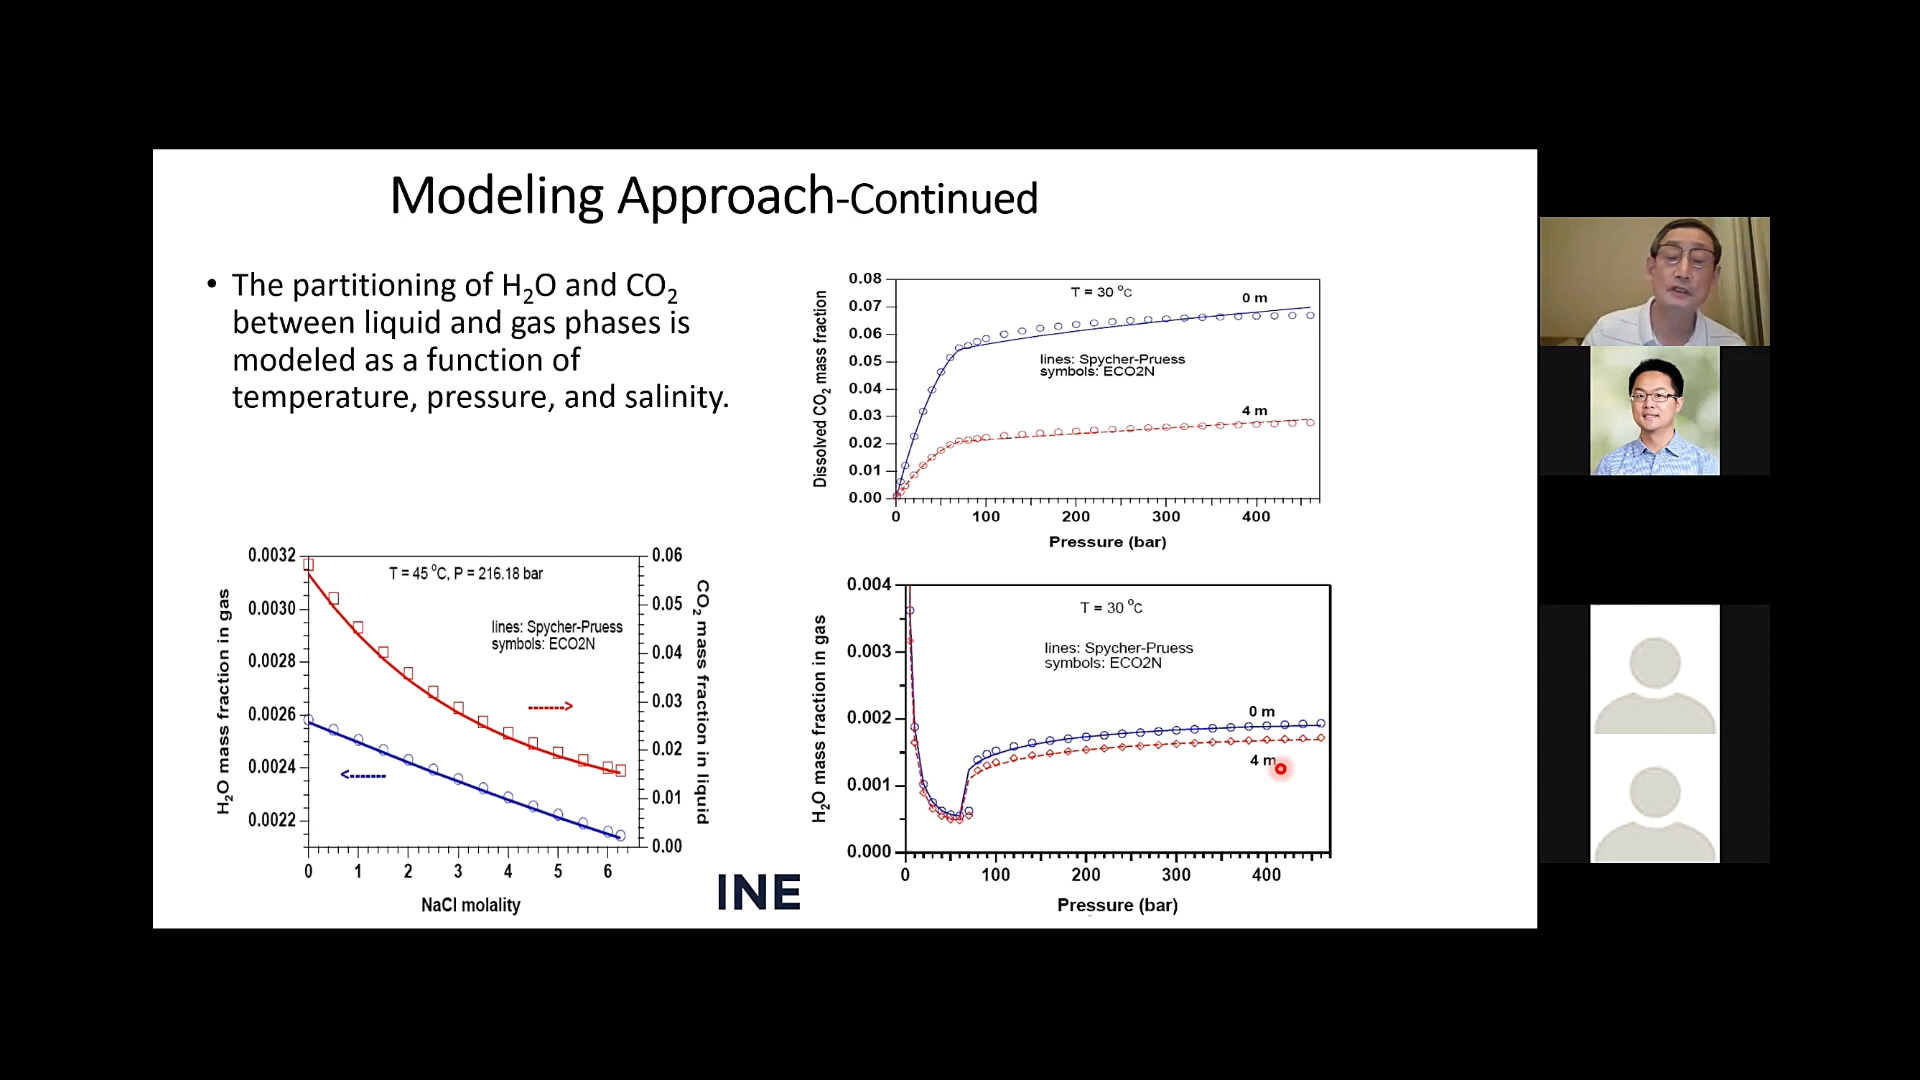 Modeling Approach-Continued
• The partitioning of H₂O and CO₂
between liquid and gas phases is
modeled as a function of
temperature, pressure, and salinity.
0.08
0.07
0.06
0.05
0.04
0.03
0.02
0.01
0.00
Dissolved CO₂ mass fraction
T = 30 °C
0 m
lines: Spycher-Pruess
symbols: ECO2N
4 m
0 100 200 300 400
Pressure (bar)
0.0032
0.0030
0.0028
0.0026
0.0024
0.0022
H₂O mass fraction in gas
T = 45 °C, P = 216.18 bar
lines: Spycher-Pruess
symbols: ECO2N
0.06
0.05
0.04
0.03
0.02
0.01
0.00
CO₂ mass fraction in liquid
0 1 2 3 4 5 6
NaCl molality
INE
0.004
0.003
0.002
0.001
0.000
H₂O mass fraction in gas
T = 30 °C
lines: Spycher-Pruess
symbols: ECO2N
0 m
4 m
0 100 200 300 400
Pressure (bar)